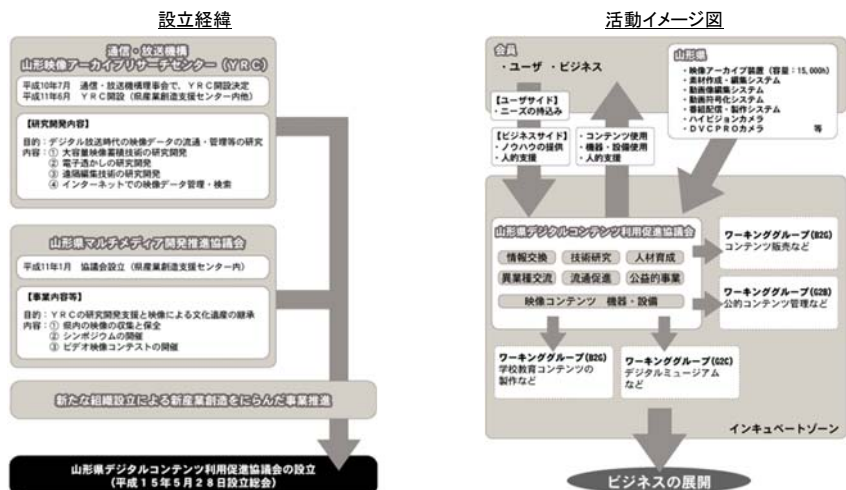 設立経緯
通信・放送機構
山形映像アーカイブリサーチセンター（YRC）
平成10年7月　通信・放送機構理事会で、YRC開設決定
平成11年6月　YRC開設（県産業創造支援センター内他）
【研究開発内容】
目的：デジタル放送時代の映像データの流通・管理等の研究
内容：① 大容量映像蓄積技術の研究開発
② 電子透かしの研究開発
③ 遠隔編集技術の研究開発
④ インターネットでの映像データ管理・検索
山形県マルチメディア開発推進協議会
平成11年1月　協議会設立（県産業創造支援センター内）
【事業内容等】
目的：YRCの研究開発支援と映像による文化遺産の継承
内容：① 県内の映像の収集と保全
② シンポジウムの開催
③ ビデオ映像コンテストの開催
新たな組織設立による新産業創造をにらんだ事業推進
山形県デジタルコンテンツ利用促進協議会の設立
（平成15年5月28日設立総会）
活動イメージ図
会員
・ユーザ ・ビジネス
山形県
・映像アーカイブ装置（容量：15,000h）
・素材作成・編集システム
・動画像編集システム
・動画符号化システム
・番組配信・製作システム
・ハイビジョンカメラ
・DVCPROカメラ　等
【ユーザサイド】
・ニーズの持込み
【ビジネスサイド】
・ノウハウの提供
・人的支援
・コンテンツ使用
・機器・設備使用
・人的支援
山形県デジタルコンテンツ利用促進協議会
情報交換　技術研究　人材育成
異業種交流　流通促進　公益的事業
映像コンテンツ　機器・設備
ワーキンググループ(B2G)
コンテンツ販売など
ワーキンググループ(G2B)
公的コンテンツ管理など
ワーキンググループ(B2G)
学校教育コンテンツの
製作など
ワーキンググループ(G2C)
デジタルミュージアム
など
インキュベートゾーン
ビジネスの展開